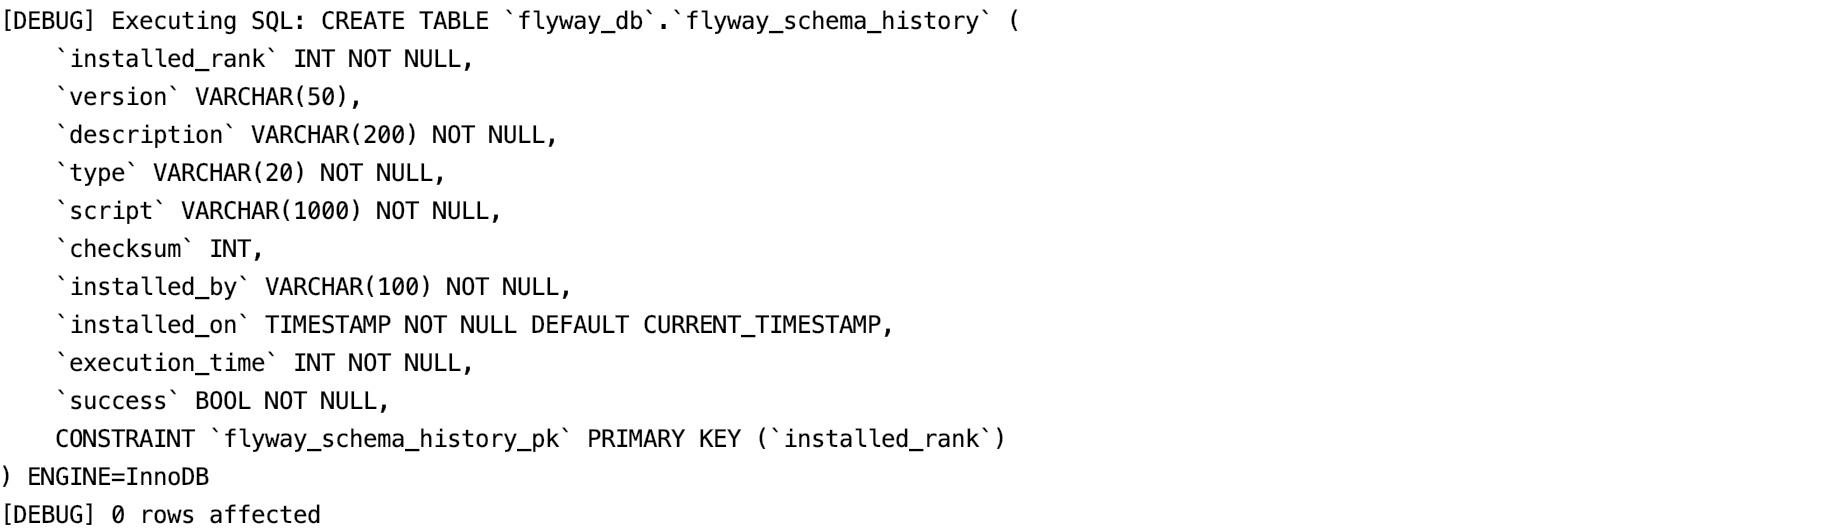 [DEBUG] Executing SQL: CREATE TABLE `flyway_db`.`flyway_schema_history` (
    `installed_rank` INT NOT NULL,
    `version` VARCHAR(50),
    `description` VARCHAR(200) NOT NULL,
    `type` VARCHAR(20) NOT NULL,
    `script` VARCHAR(1000) NOT NULL,
    `checksum` INT,
    `installed_by` VARCHAR(100) NOT NULL,
    `installed_on` TIMESTAMP NOT NULL DEFAULT CURRENT_TIMESTAMP,
    `execution_time` INT NOT NULL,
    `success` BOOL NOT NULL,
    CONSTRAINT `flyway_schema_history_pk` PRIMARY KEY (`installed_rank`)
) ENGINE=InnoDB
[DEBUG] 0 rows affected